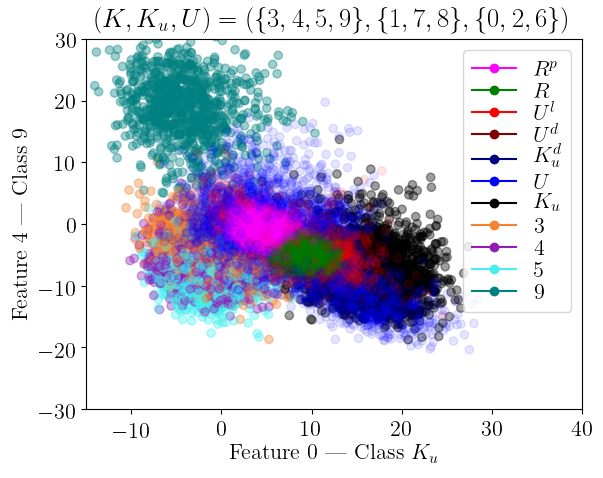 (K, K_u, U) = ({3, 4, 5, 9}, {1, 7, 8}, {0, 2, 6})
30
20
10
0
−10
−20
−30
Feature 4 — Class 9
−10
0
10
20
30
40
Feature 0 — Class K_u
R^p
R
U^l
U^d
K_u^d
U
K_u
3
4
5
9